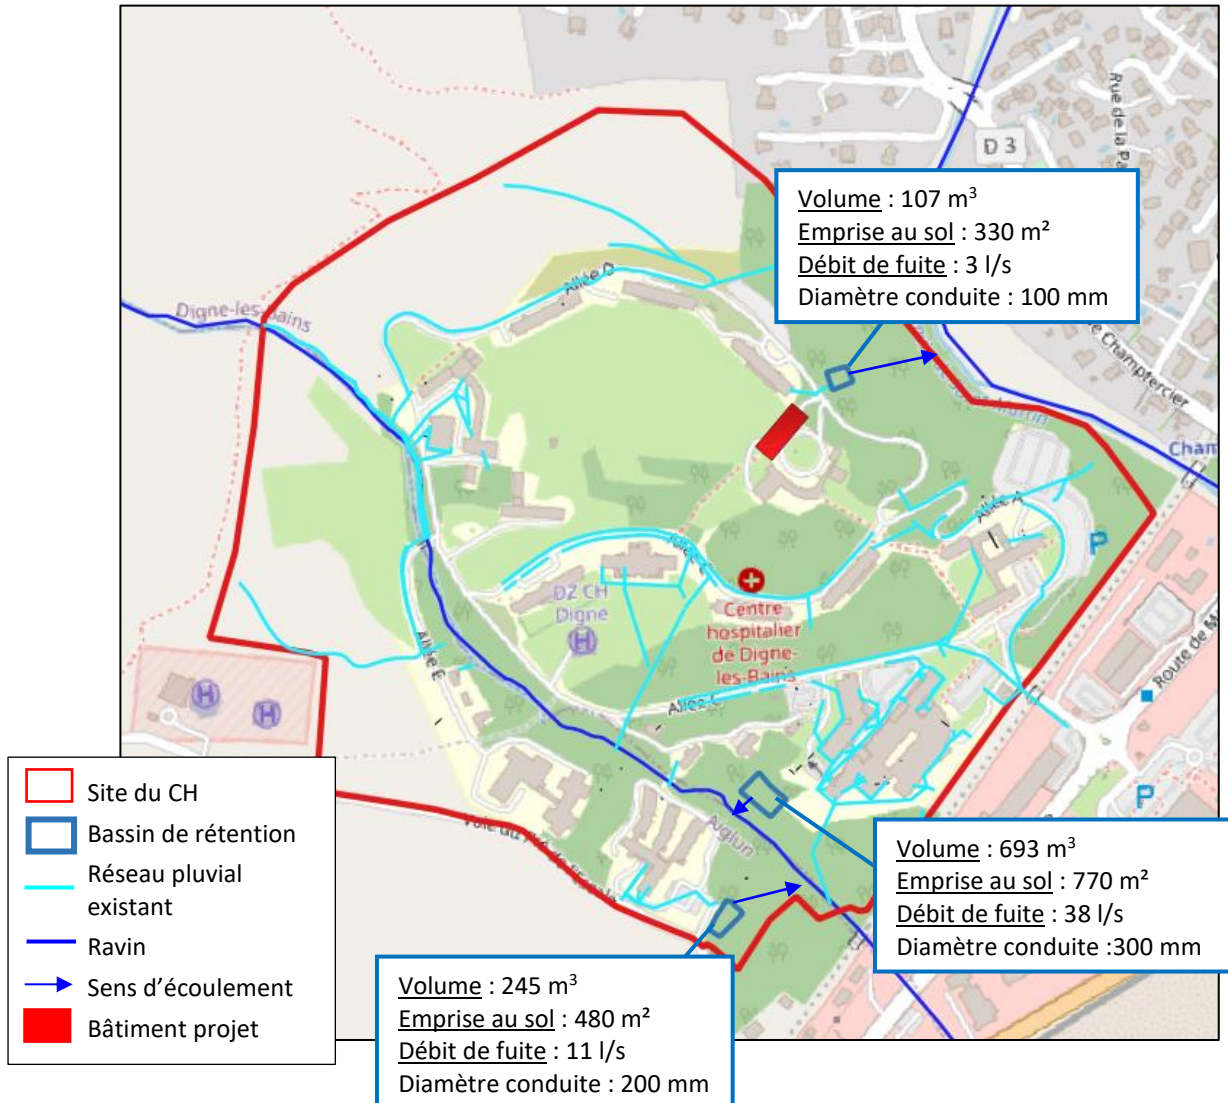 D 3
Rue de la Pa
Volume : 107 m³
Emprise au sol : 330 m²
Débit de fuite : 3 l/s
Diamètre conduite : 100 mm
Digne-les-bains
Allée D
Champtercier
Cham
Allée A
P
Allée C
DZ CH
Digne
H
Centre
hospitalier
de Digne-
les-Bains
Allée E
H
H
Allée C
Route de M
P
Aiglun
Site du CH
Bassin de rétention
Réseau pluvial
existant
Ravin
Sens d’écoulement
Bâtiment projet
Volume : 693 m³
Emprise au sol : 770 m²
Débit de fuite : 38 l/s
Diamètre conduite :300 mm
Volume : 245 m³
Emprise au sol : 480 m²
Débit de fuite : 11 l/s
Diamètre conduite : 200 mm